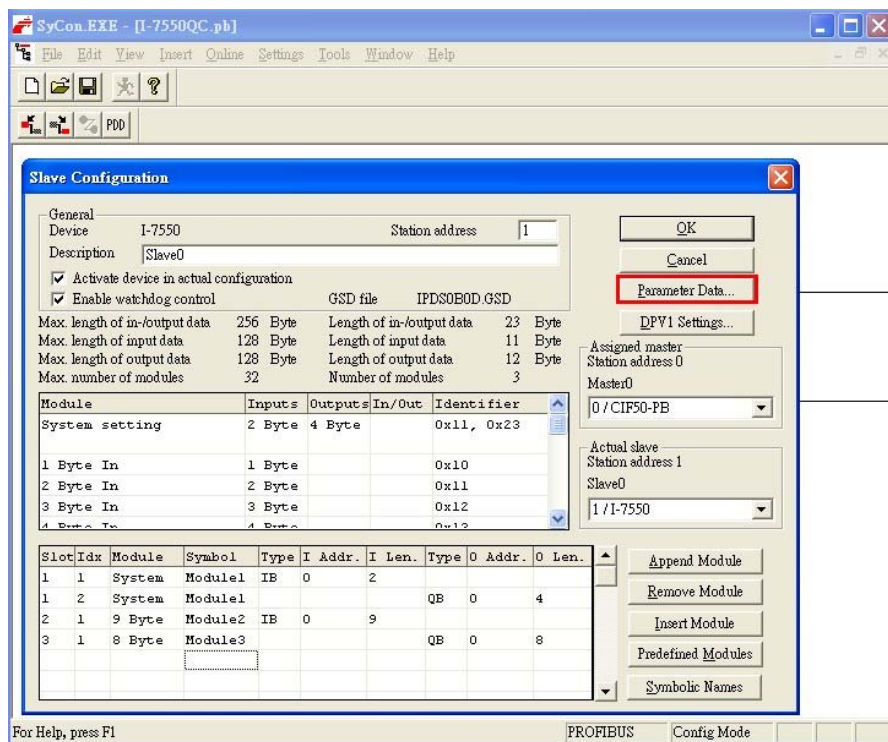 SyCon.EXE - [I-7550QC.pb]
File Edit View Insert Online Settings Tools Window Help
PDD
Slave Configuration
General
Device I-7550 Station address 1
Description Slave0
Activate device in actual configuration
Enable watchdog control GSD file IPDS0B0D.GSD
Max. length of in-/output data 256 Byte Length of in-/output data 23 Byte
Max. length of input data 128 Byte Length of input data 11 Byte
Max. length of output data 128 Byte Length of output data 12 Byte
Max. number of modules 32 Number of modules 3
OK
Cancel
Parameter Data...
DPV1 Settings...
Assigned master
Station address 0
Master0
0 / CIF50-PB
Actual slave
Station address 1
Slave0
1 / I-7550
Module Inputs Outputs In/Out Identifier
System setting 2 Byte 4 Byte 0x11, 0x23
1 Byte In 1 Byte 0x10
2 Byte In 2 Byte 0x11
3 Byte In 3 Byte 0x12
4 Byte In 4 Byte 0x13
Slot Idx Module Symbol Type I Addr. I Len. Type O Addr. O Len.
1 1 System Module1 IB 0 2
1 2 System Module1 QB 0 4
2 1 9 Byte Module2 IB 0 9
3 1 8 Byte Module3 QB 0 8
Append Module
Remove Module
Insert Module
Predefined Modules
Symbolic Names
For Help, press F1 PROFIBUS Config Mode